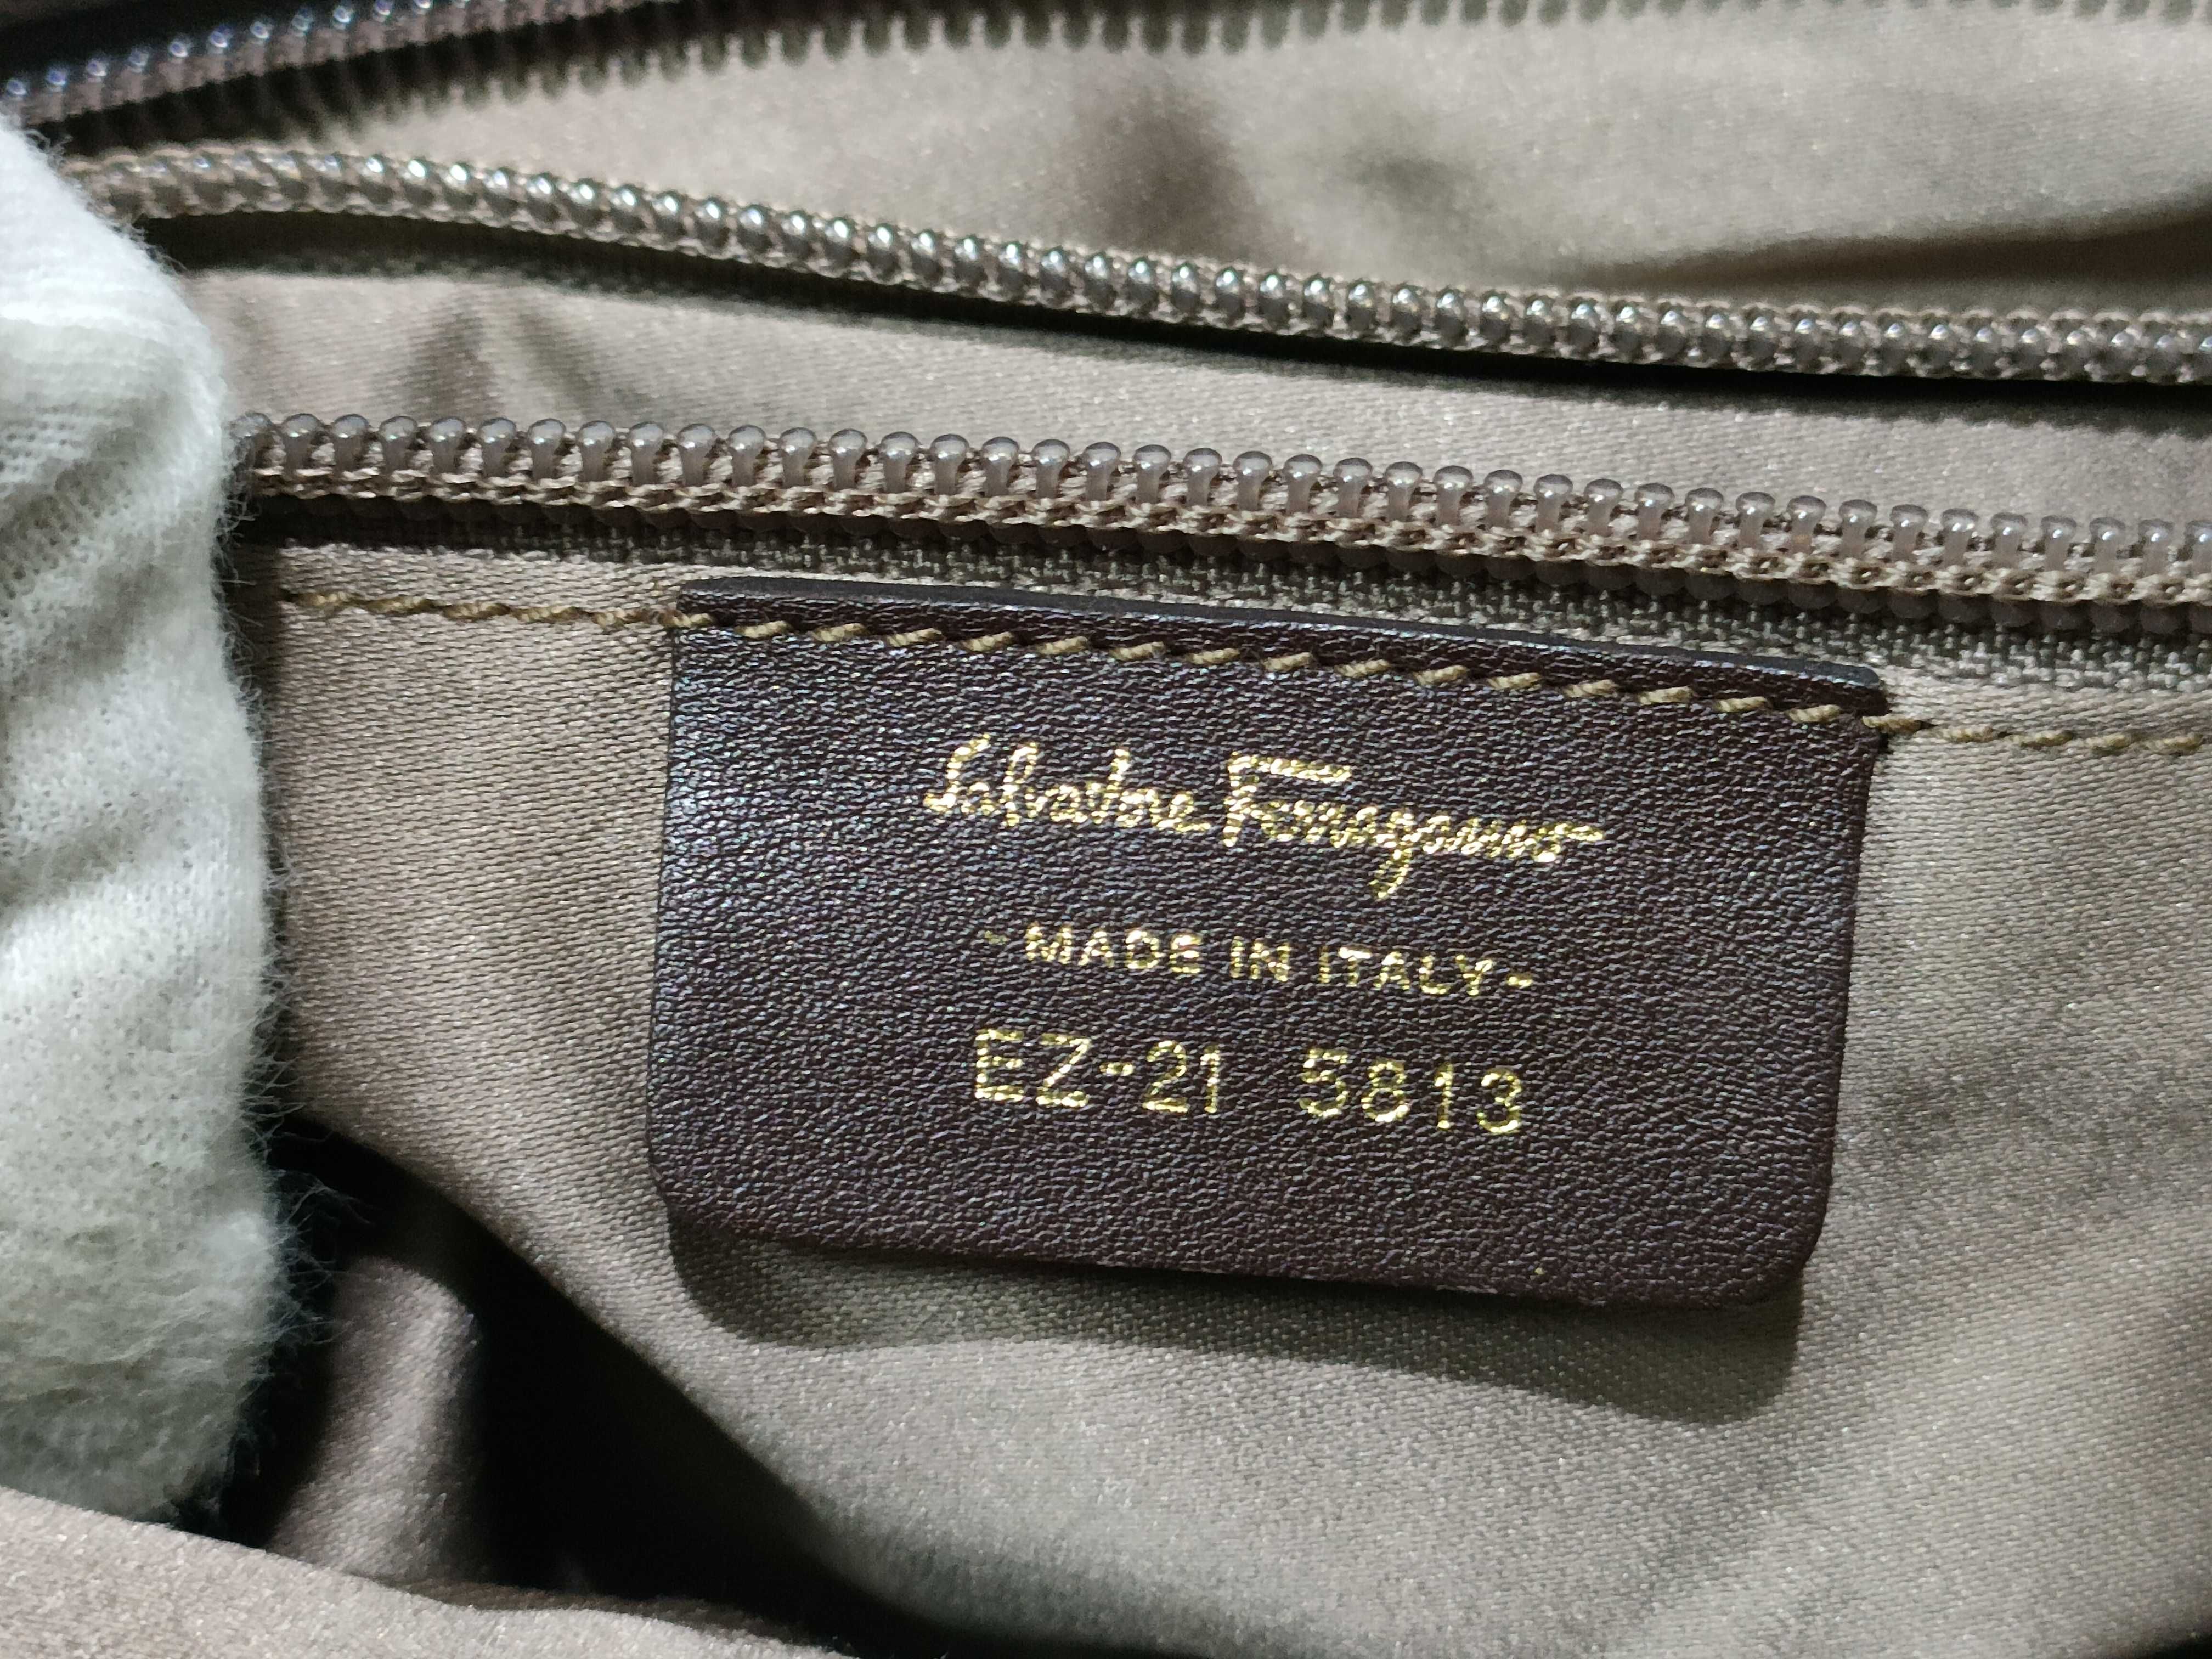 Salvatore Ferragamo
-MADE IN ITALY-
EZ-21 5813